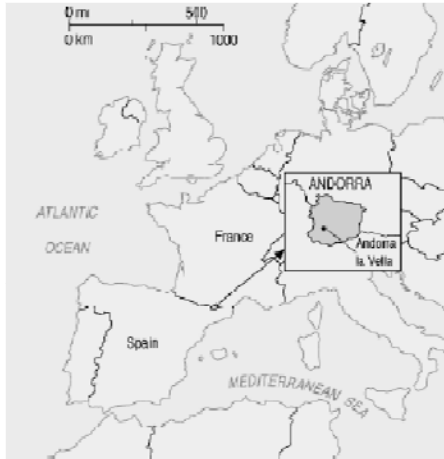 0 mi 500
0 km 1000
ATLANTIC
OCEAN
France
ANDORRA
Andorra
la Vella
Spain
MEDITERRANEAN SEA